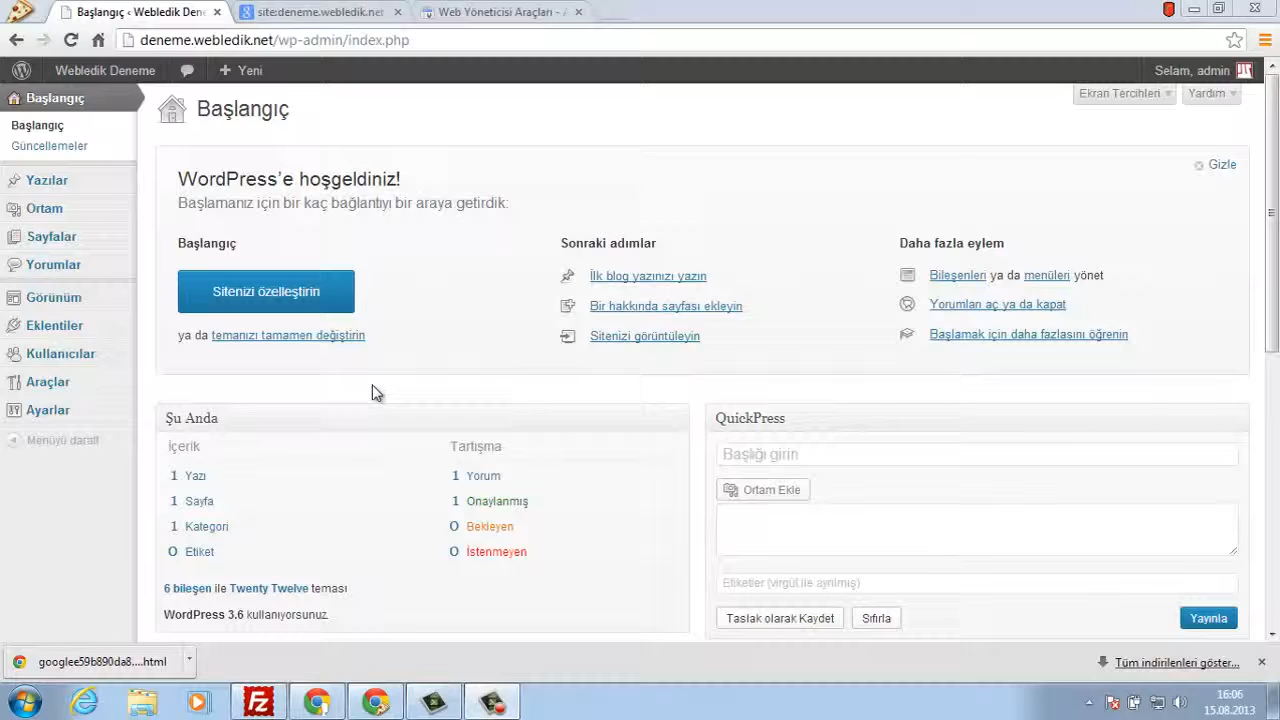 Başlangıç ‹ Webledik Den
site:deneme.webledik.net
Web Yöneticisi Araçları - A
deneme.webledik.net/wp-admin/index.php
Webledik Deneme
+ Yeni
Selam, admin
Başlangıç
Başlangıç
Güncellemeler
Yazılar
Ortam
Sayfalar
Yorumlar
Görünüm
Eklentiler
Kullanıcılar
Araçlar
Ayarlar
Menüyü daralt
Başlangıç
Ekran Tercihleri
Yardım
Gizle
WordPress'e hoşgeldiniz!
Başlamanız için bir kaç bağlantıyı bir araya getirdik:
Başlangıç
Sitenizi özelleştirin
ya da temanızı tamamen değiştirin
Sonraki adımlar
İlk blog yazınızı yazın
Bir hakkında sayfası ekleyin
Sitenizi görüntüleyin
Daha fazla eylem
Bileşenleri ya da menüleri yönet
Yorumları aç ya da kapat
Başlamak için daha fazlasını öğrenin
Şu Anda
İçerik
Tartışma
1 Yazı
1 Yorum
1 Sayfa
1 Onaylanmış
1 Kategori
0 Bekleyen
0 Etiket
0 İstenmeyen
6 bileşen ile Twenty Twelve teması
WordPress 3.6 kullanıyorsunuz.
QuickPress
Başlığı girin
Ortam Ekle
Etiketler (virgül ile ayrılmış)
Taslak olarak Kaydet
Sıfırla
Yayınla
googlee59b890da8....html
Tüm indirilenleri göster...
16:06
15.08.2013